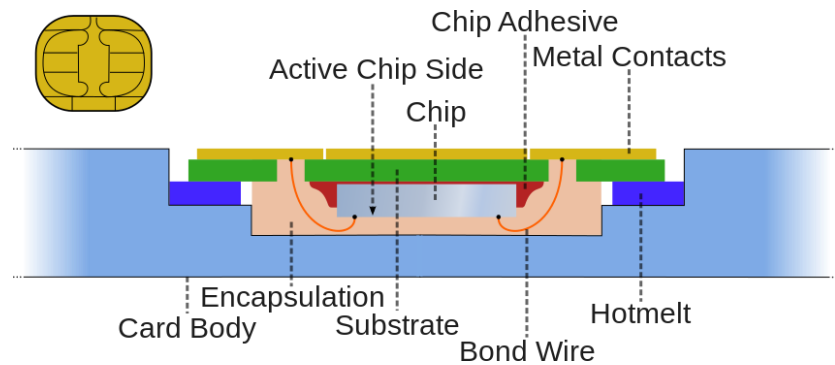 Chip Adhesive
Metal Contacts
Active Chip Side
Chip
Encapsulation
Card Body
Substrate
Hotmelt
Bond Wire